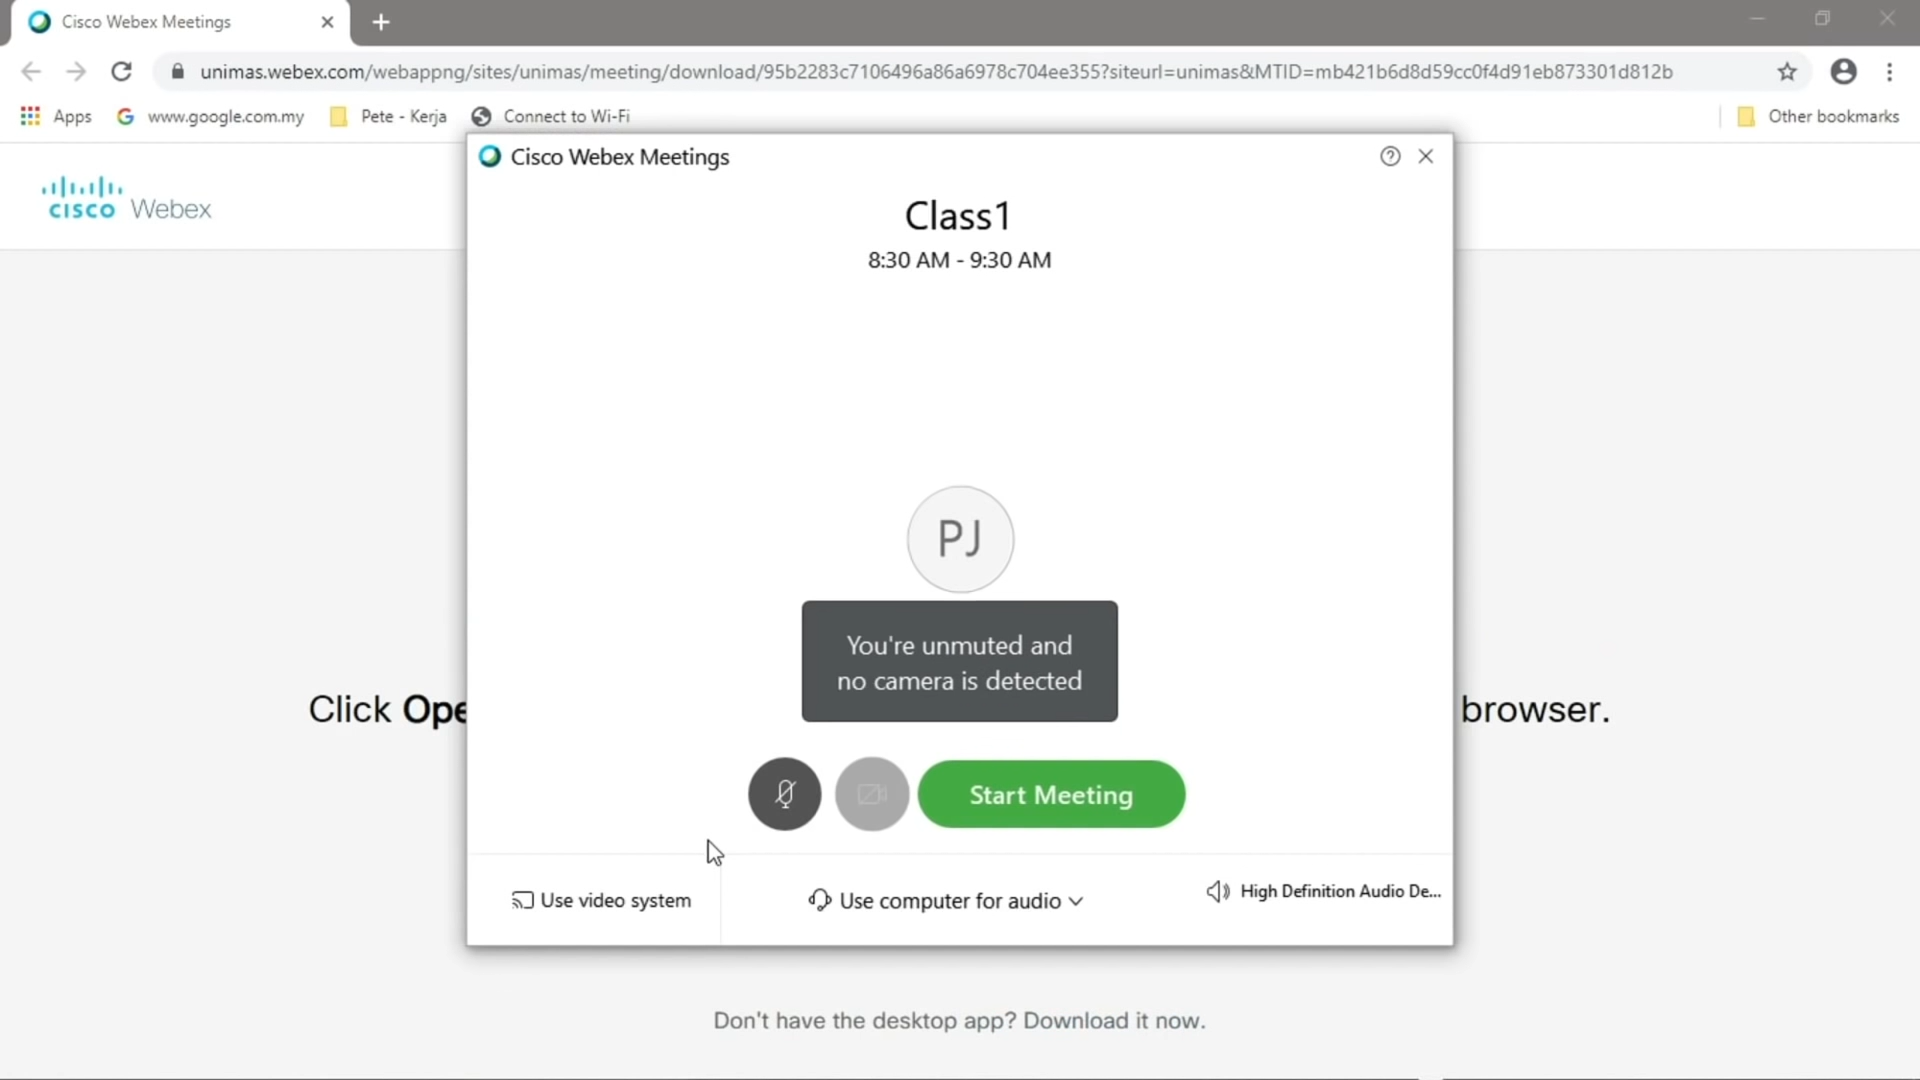 Cisco Webex Meetings
unimas.webex.com/webappng/sites/unimas/meeting/download/95b2283c7106496a86a6978c704ee355?siteurl=unimas&MTID=mb421b6d8d59cc0f4d91eb873301d812b
Apps www.google.com.my Pete - Kerja Connect to Wi-Fi Other bookmarks
Cisco Webex Meetings
CISCO Webex
Class1
8:30 AM - 9:30 AM
PJ
You're unmuted and
no camera is detected
Click Ope browser.
Start Meeting
Use video system Use computer for audio High Definition Audio De...
Don't have the desktop app? Download it now.